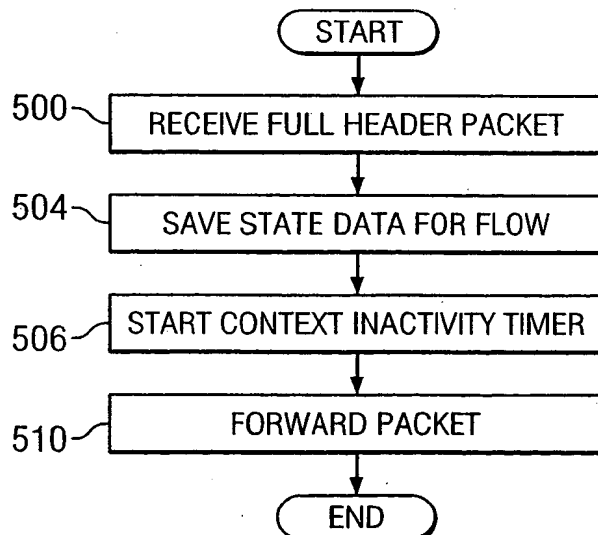 START
500 RECEIVE FULL HEADER PACKET
504 SAVE STATE DATA FOR FLOW
506 START CONTEXT INACTIVITY TIMER
510 FORWARD PACKET
END